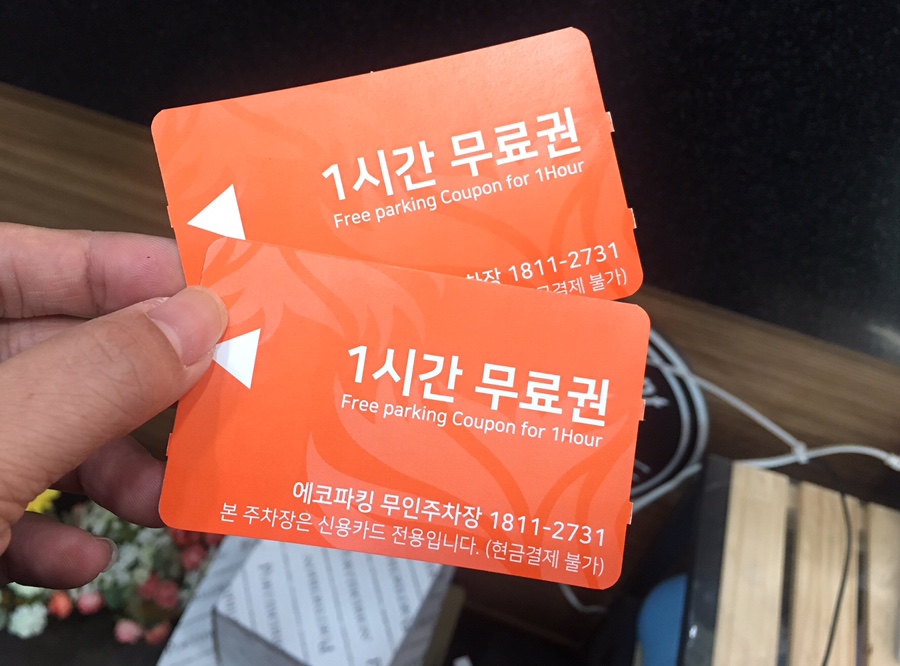 1시간 무료권
Free parking Coupon for 1Hour
1811-2731
불가)
1시간 무료권
Free parking Coupon for 1Hour
에코파킹 무인주차장 1811-2731
본 주차장은 신용카드 전용입니다. (현금결제 불가)